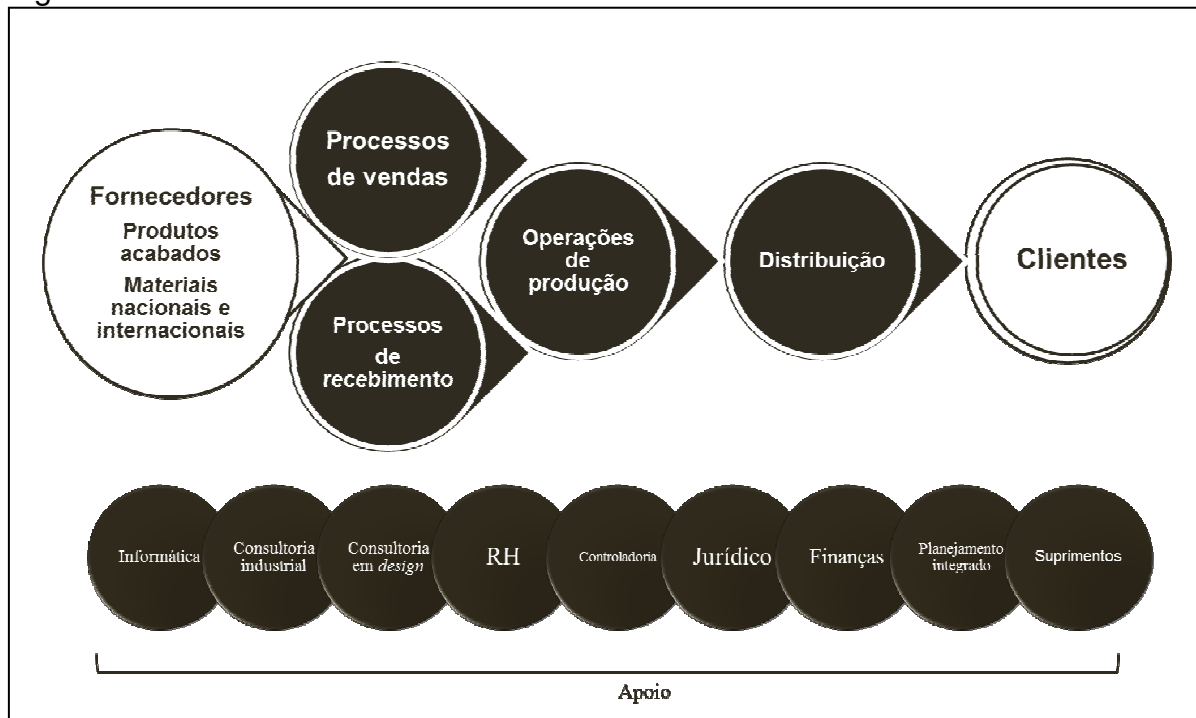 Fornecedores
Produtos
acabados
Materiais
nacionais e
internacionais
Processos
de vendas
Processos
de
recebimento
Operações
de
produção
Distribuição
Clientes
Informática
Consultoria
industrial
Consultoria
em design
RH
Controladoria
Jurídico
Finanças
Planejamento
integrado
Suprimentos
Apoio